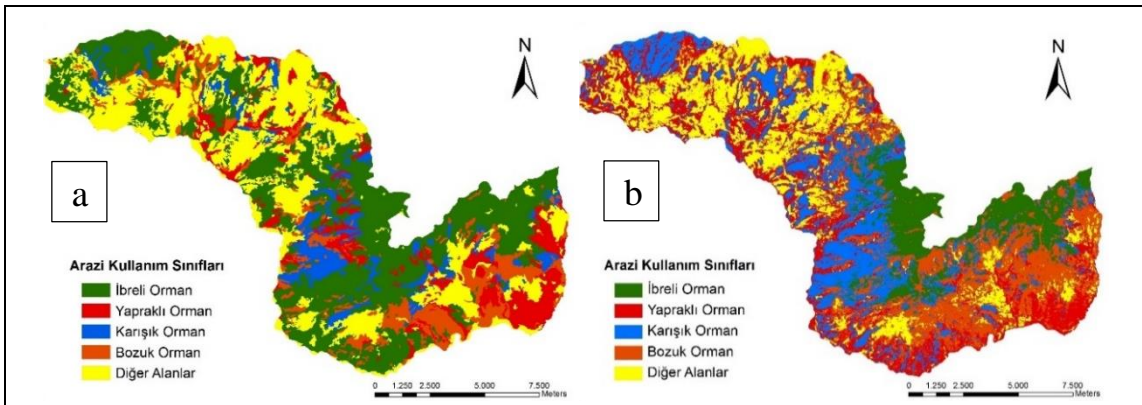 N
a
Arazi Kullanım Sınıfları
İbreli Orman
Yapraklı Orman
Karışık Orman
Bozuk Orman
Diğer Alanlar
0 1.250 2.500 5.000 7.500
Meters
N
b
Arazi Kullanım Sınıfları
İbreli Orman
Yapraklı Orman
Karışık Orman
Bozuk Orman
Diğer Alanlar
0 1.250 2.500 5.000 7.500
Meters